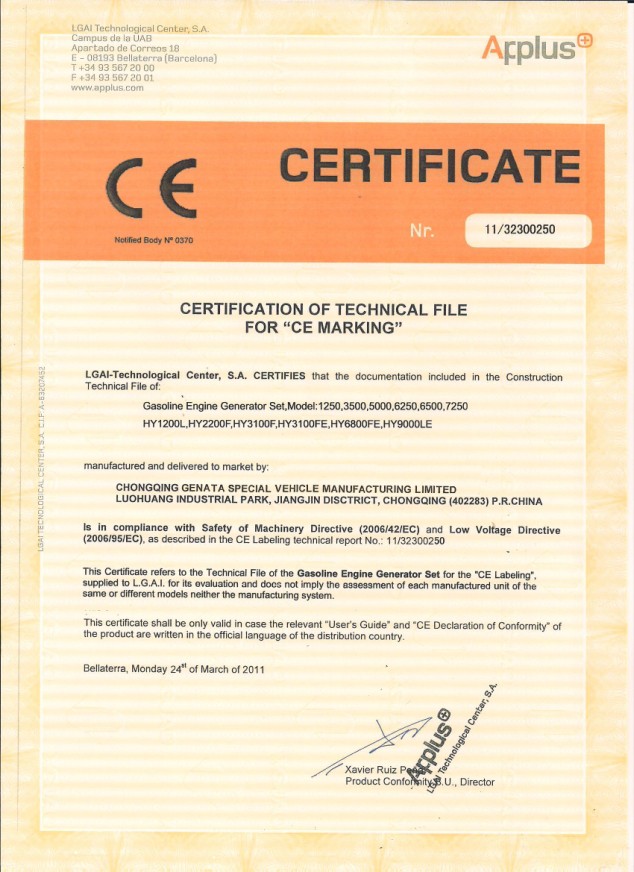 LGAI Technological Center, S.A.
Campus de la UAB
Apartado de Correos 18
E - 08193 Bellaterra (Barcelona)
T +34 93 567 20 00
F +34 93 567 20 01
www.applus.com
Applus+
CE
Notified Body Nº 0370
CERTIFICATE
Nr. 11/32300250
CERTIFICATION OF TECHNICAL FILE
FOR “CE MARKING”
LGAI-Technological Center, S.A. CERTIFIES that the documentation included in the Construction
Technical File of:
Gasoline Engine Generator Set,Model:1250,3500,5000,6250,6500,7250
HY1200L,HY2200F,HY3100F,HY3100FE,HY6800FE,HY9000LE
manufactured and delivered to market by:
CHONGQING GENATA SPECIAL VEHICLE MANUFACTURING LIMITED
LUOHUANG INDUSTRIAL PARK, JIANGJIN DISCTRICT, CHONGQING (402283) P.R.CHINA
Is in compliance with Safety of Machinery Directive (2006/42/EC) and Low Voltage Directive
(2006/95/EC), as described in the CE Labeling technical report No.: 11/32300250
This Certificate refers to the Technical File of the Gasoline Engine Generator Set for the "CE Labeling",
supplied to L.G.A.I. for its evaluation and does not imply the assessment of each manufactured unit of the
same or different models neither the manufacturing system.
This certificate shall be only valid in case the relevant “User's Guide” and “CE Declaration of Conformity” of
the product are written in the official language of the distribution country.
Bellaterra, Monday 24st of March of 2011
Xavier Ruiz
Product Conformity B.U., Director
Applus+
LGAI Technological Center, S.A.
LGAI TECHNOLOGICAL CENTER, S.A. C.I.F. A-63207492